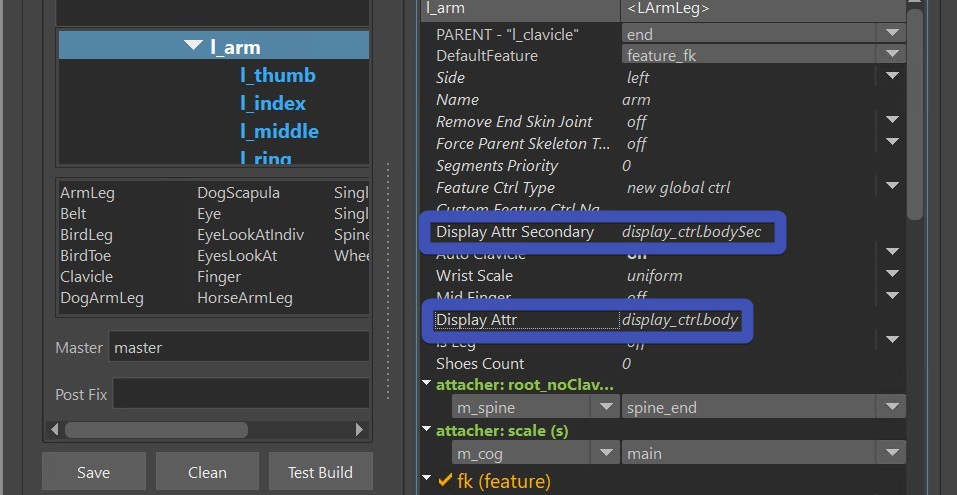 l_arm <LArmLeg>
PARENT - "l_clavicle" end
DefaultFeature feature_fk
Side left
Name arm
Remove End Skin Joint off
Force Parent Skeleton T... off
Segments Priority 0
Feature Ctrl Type new global ctrl
Custom Feature Ctrl Na
Display Attr Secondary display_ctrl.bodySec
Auto Clavicle on
Wrist Scale uniform
Mid Finger off
Display Attr display_ctrl.body
Is Leg off
Shoes Count 0
attacher: root_noClav...
m_spine spine_end
attacher: scale (s)
m_cog main
fk (feature)
l_arm
l_thumb
l_index
l_middle
l_ring
ArmLeg DogScapula Singl
Belt Eye Singl
BirdLeg EyeLookAtIndiv Spine
BirdToe EyesLookAt Whee
Clavicle Finger
DogArmLeg HorseArmLeg
Master master
Post Fix
Save Clean Test Build